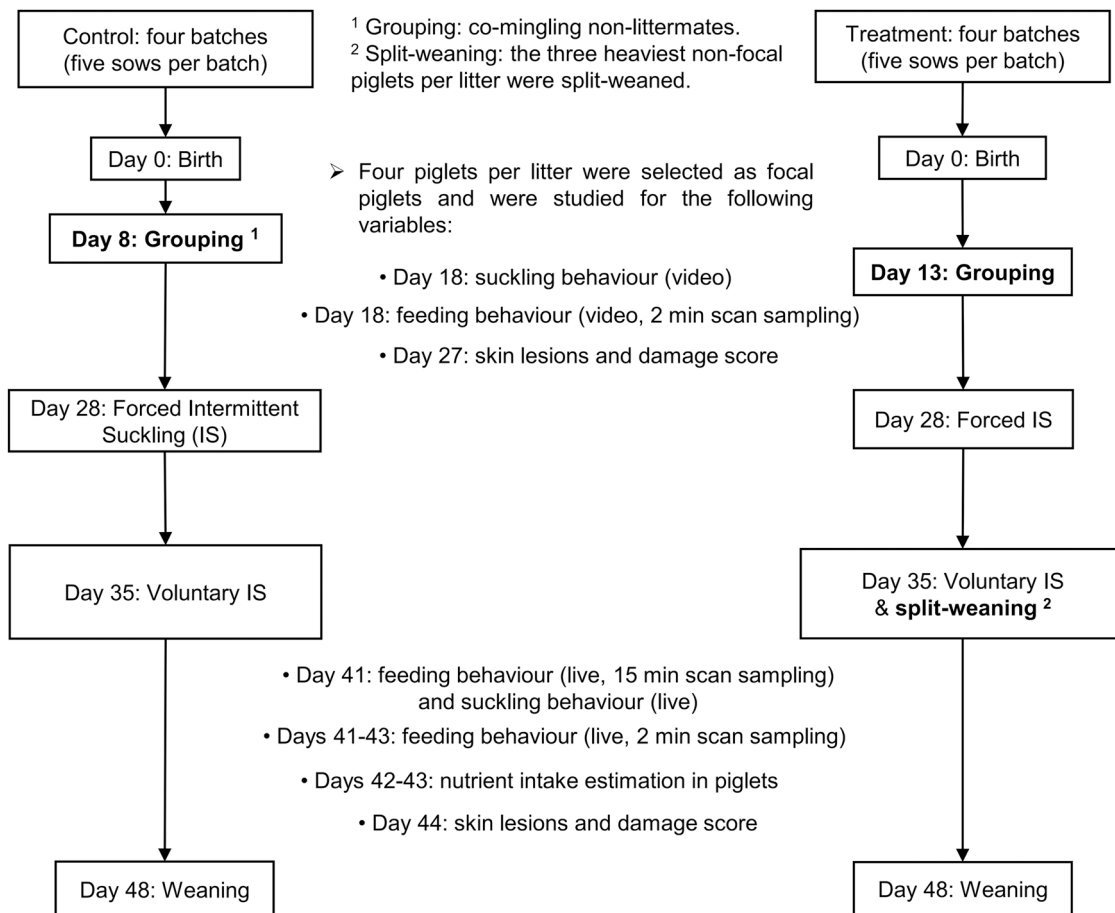 Control: four batches
(five sows per batch)
¹ Grouping: co-mingling non-littermates.
² Split-weaning: the three heaviest non-focal
piglets per litter were split-weaned.
Treatment: four batches
(five sows per batch)
Day 0: Birth
Day 0: Birth
➢ Four piglets per litter were selected as focal
piglets and were studied for the following
variables:
Day 8: Grouping ¹
Day 13: Grouping
• Day 18: suckling behaviour (video)
• Day 18: feeding behaviour (video, 2 min scan sampling)
• Day 27: skin lesions and damage score
Day 28: Forced Intermittent
Suckling (IS)
Day 28: Forced IS
Day 35: Voluntary IS
Day 35: Voluntary IS
& split-weaning ²
• Day 41: feeding behaviour (live, 15 min scan sampling)
and suckling behaviour (live)
• Days 41-43: feeding behaviour (live, 2 min scan sampling)
• Days 42-43: nutrient intake estimation in piglets
• Day 44: skin lesions and damage score
Day 48: Weaning
Day 48: Weaning